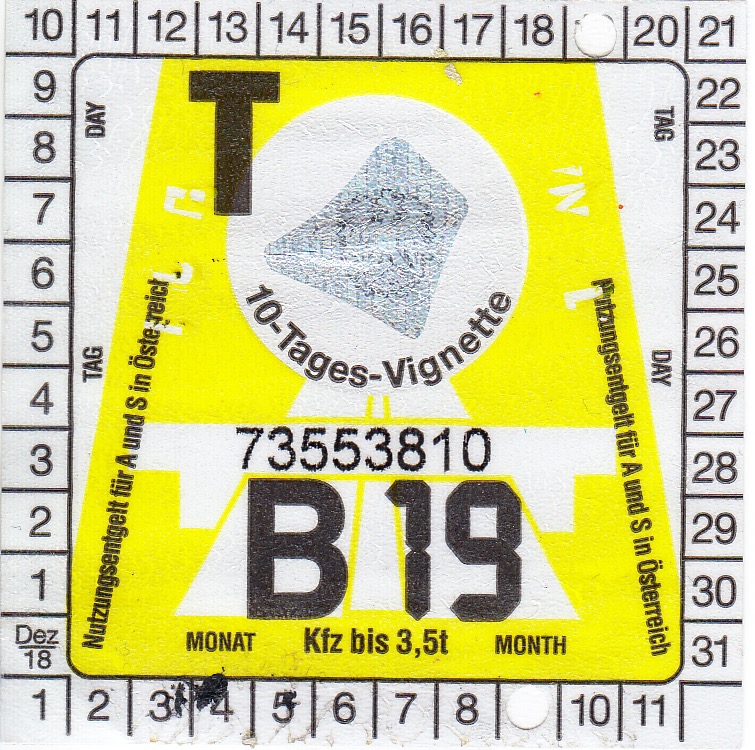 10 11 12 13 14 15 16 17 18 20 21
9 22
8 23
7 24
6 25
5 26
4 27
3 28
2 29
1 30
Dez
18
31
1 2 3 4 5 6 7 8 10 11
DAY
TAG
T
10-Tages-Vignette
TAG
DAY
Nutzungsentgelt für A und S in Österreich
Nutzungsentgelt für A und S in Österreich
73553810
B 19
MONAT Kfz bis 3,5t MONTH